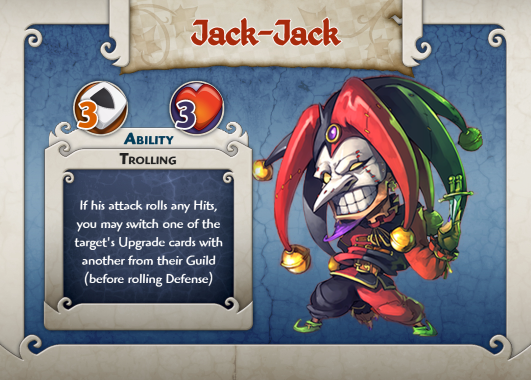 Jack-Jack
3
3
Ability
Trolling
If his attack rolls any Hits,
you may switch one of the
target's Upgrade cards with
another from their Guild
(before rolling Defense)